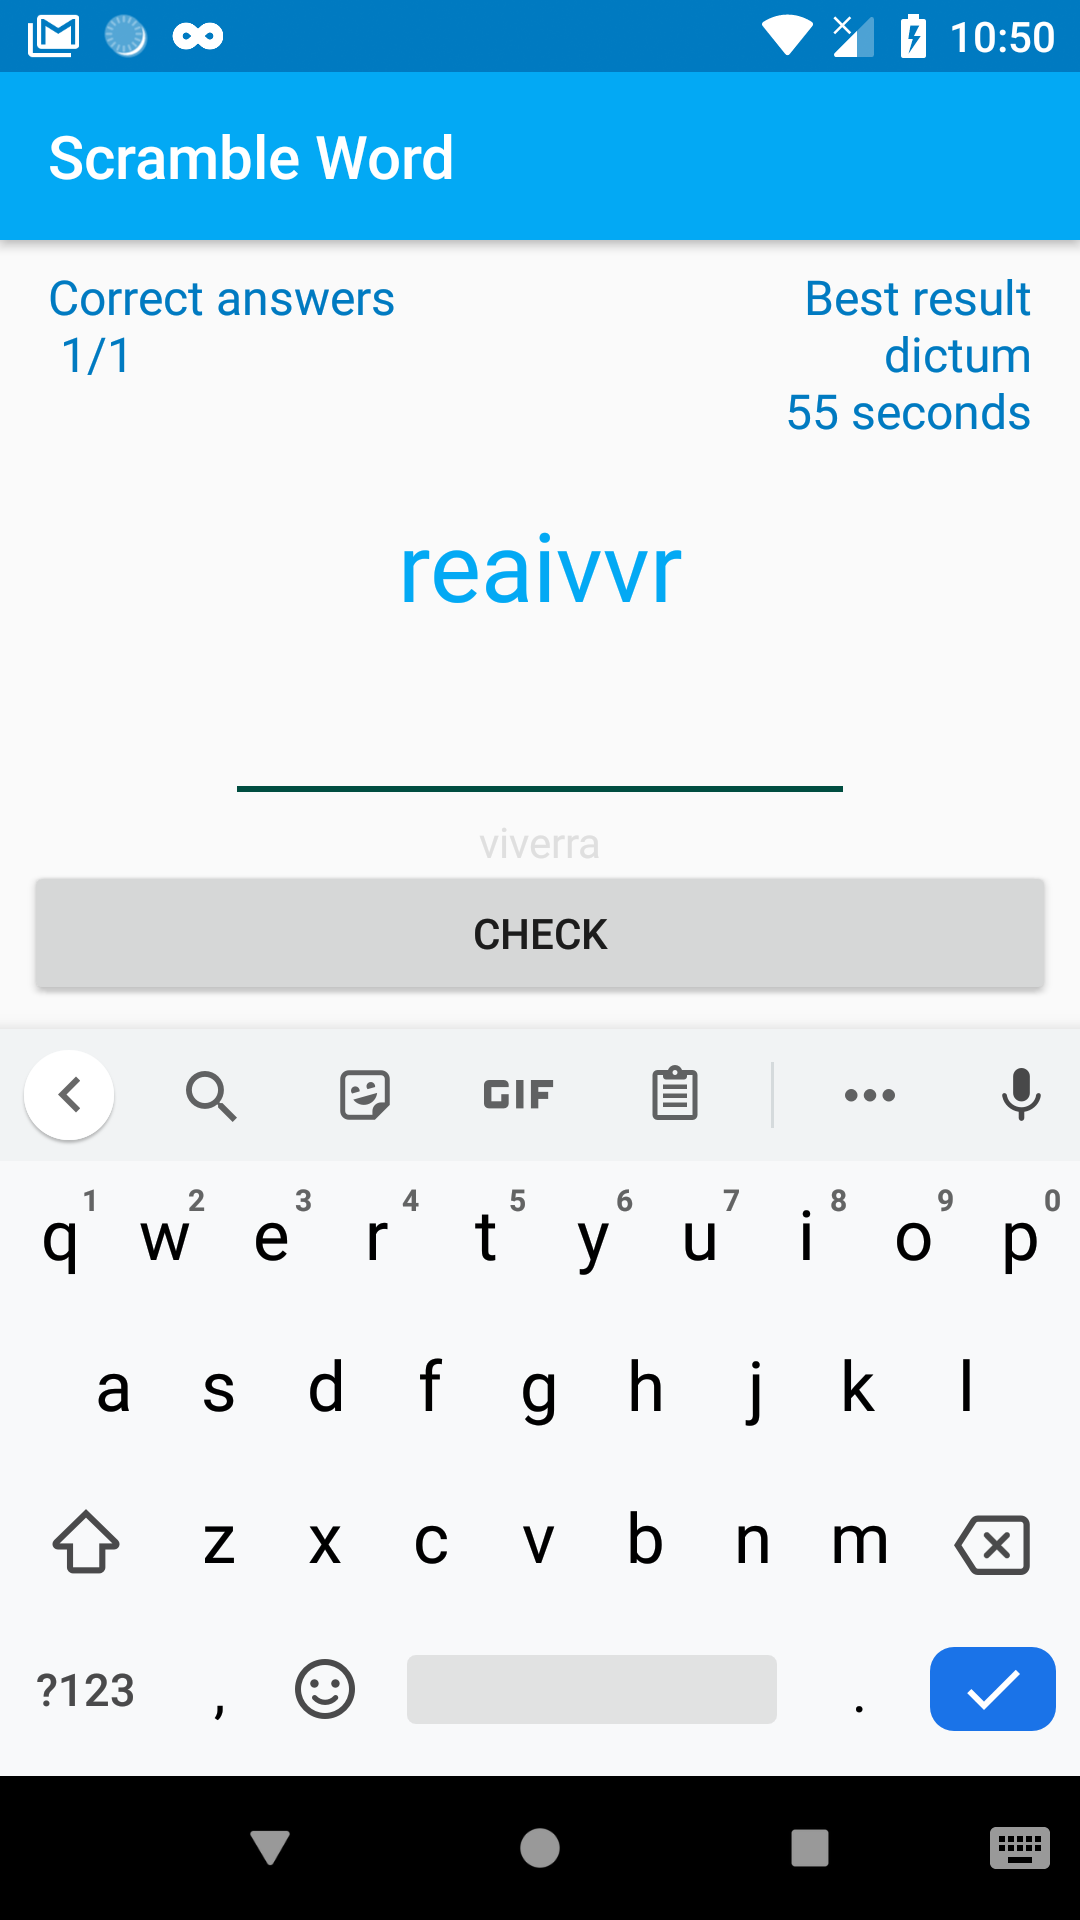 10:50
Scramble Word
Correct answers
1/1
Best result
dictum
55 seconds
reaivvr
viverra
CHECK
GIF
1 2 3 4 5 6 7 8 9 0
q w e r t y u i o p
a s d f g h j k l
z x c v b n m
?123 , .